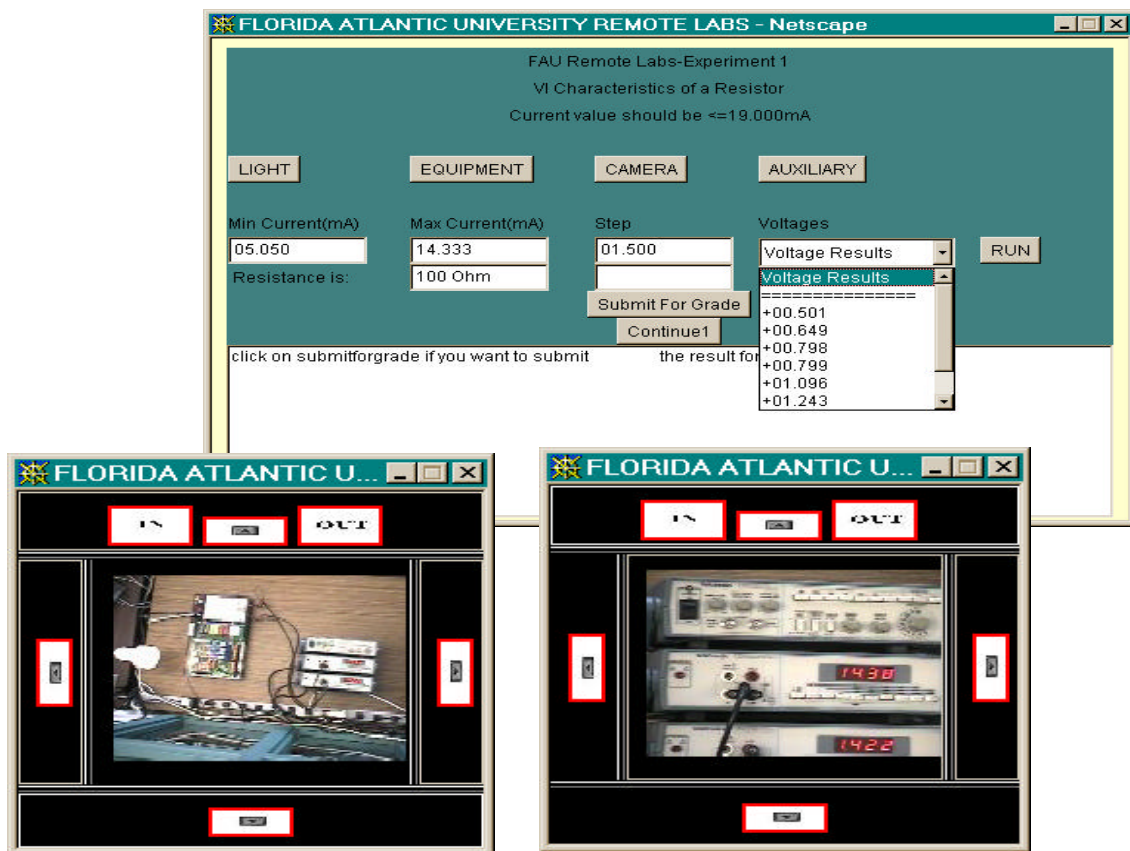 FLORIDA ATLANTIC UNIVERSITY REMOTE LABS - Netscape
FAU Remote Labs-Experiment 1
VI Characteristics of a Resistor
Current value should be <=19.000mA
LIGHT EQUIPMENT CAMERA AUXILIARY
Min Current(mA) Max Current(mA) Step Voltages
05.050 14.333 01.500 Voltage Results RUN
Resistance is: 100 Ohm Voltage Results
===============
Submit For Grade +00.501
+00.649
Continue1 +00.798
click on submitforgrade if you want to submit the result for +00.799
+01.096
+01.243
FLORIDA ATLANTIC U...
IN OUT
FLORIDA ATLANTIC U...
IN OUT
1438
1422